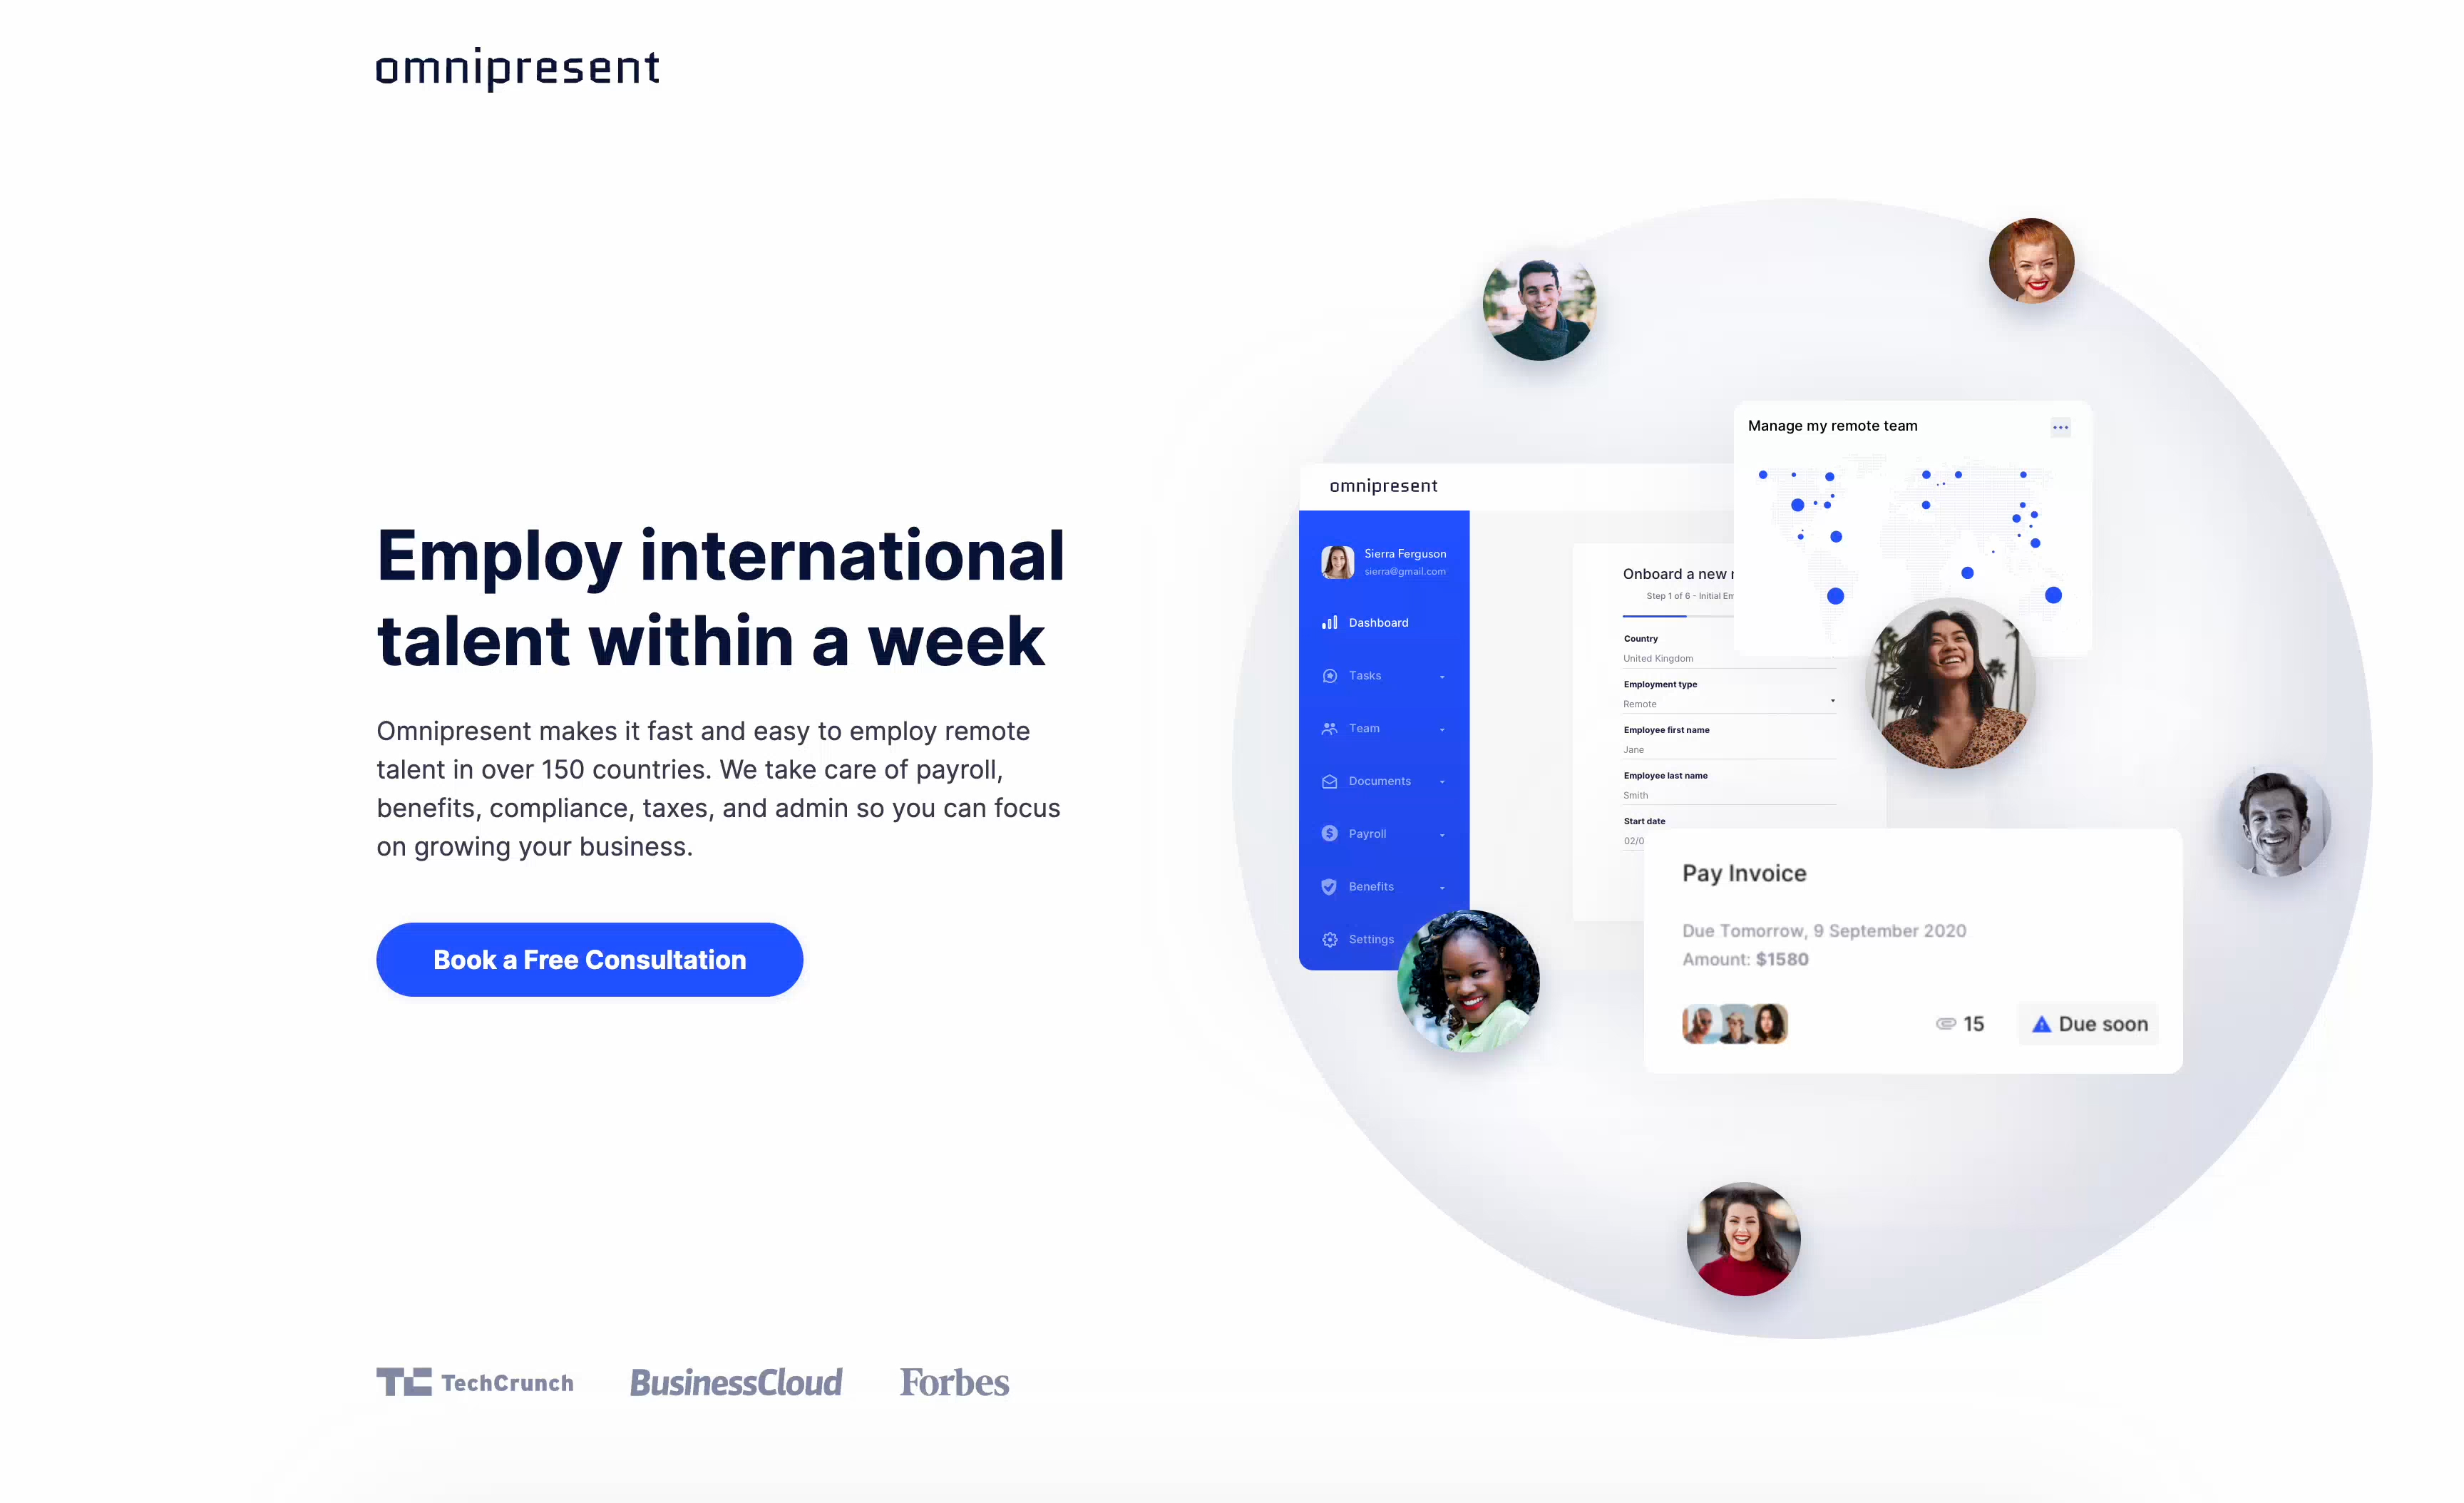 omnipresent
Employ international
talent within a week
Omnipresent makes it fast and easy to employ remote
talent in over 150 countries. We take care of payroll,
benefits, compliance, taxes, and admin so you can focus
on growing your business.
Book a Free Consultation
TechCrunch
BusinessCloud
Forbes
omnipresent
Sierra Ferguson
sierra@gmail.com
Dashboard
Tasks
Team
Documents
Payroll
Benefits
Settings
Onboard a new
Step 1 of 6 - Initial Em
Country
United Kingdom
Employment type
Remote
Employee first name
Jane
Employee last name
Smith
Start date
02/0
Manage my remote team
Pay Invoice
Due Tomorrow, 9 September 2020
Amount: $1580
15
Due soon